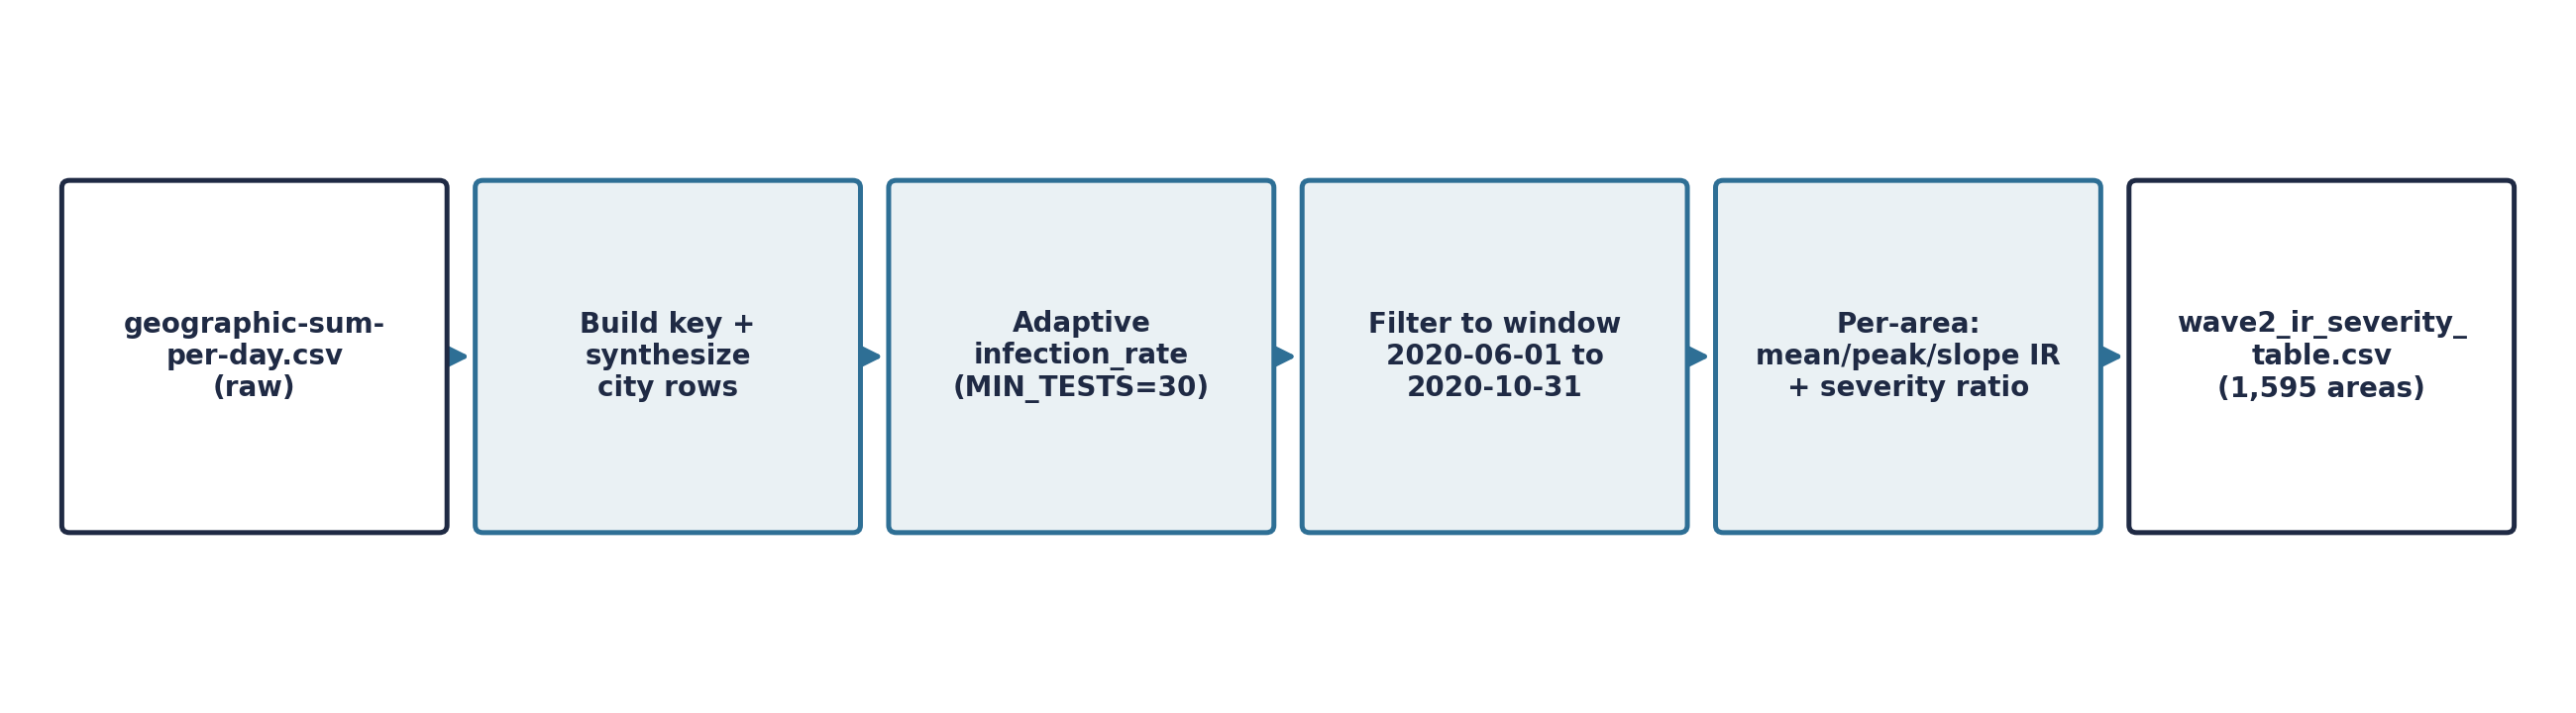 geographic-sum-
per-day.csv
(raw)
Build key +
synthesize
city rows
Adaptive
infection_rate
(MIN_TESTS=30)
Filter to window
2020-06-01 to
2020-10-31
Per-area:
mean/peak/slope IR
+ severity ratio
wave2_ir_severity_
table.csv
(1,595 areas)